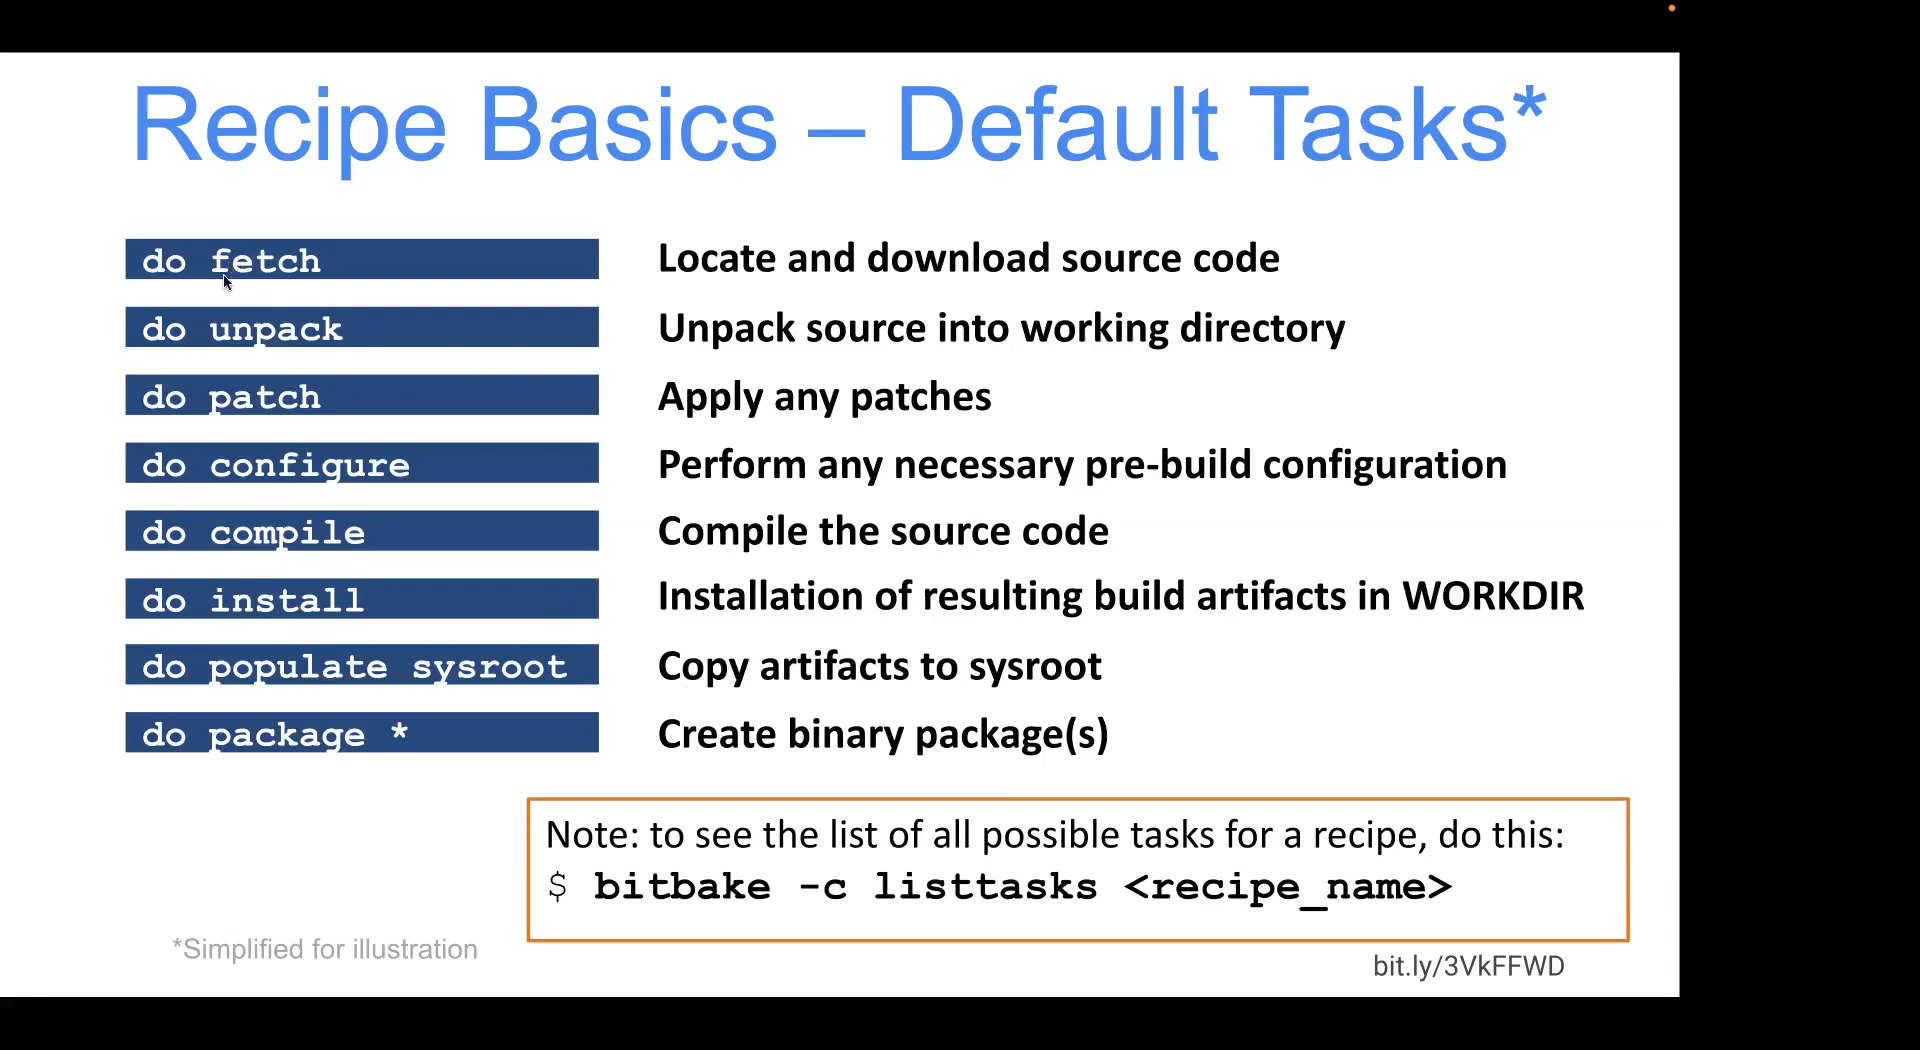 Recipe Basics – Default Tasks*
do fetch Locate and download source code
do unpack Unpack source into working directory
do patch Apply any patches
do configure Perform any necessary pre-build configuration
do compile Compile the source code
do install Installation of resulting build artifacts in WORKDIR
do populate sysroot Copy artifacts to sysroot
do package * Create binary package(s)
Note: to see the list of all possible tasks for a recipe, do this:
$ bitbake -c listtasks <recipe_name>
*Simplified for illustration
bit.ly/3VkFFWD